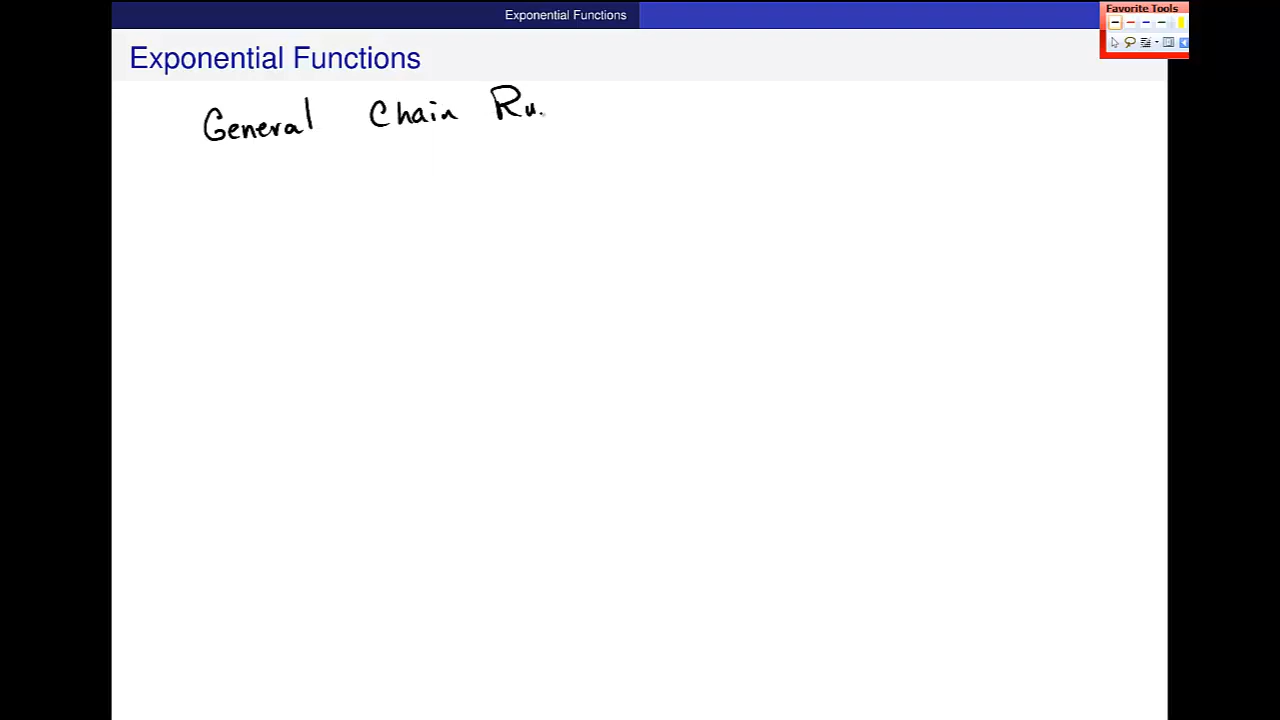 Exponential Functions
Favorite Tools
Exponential Functions
General Chain Ru